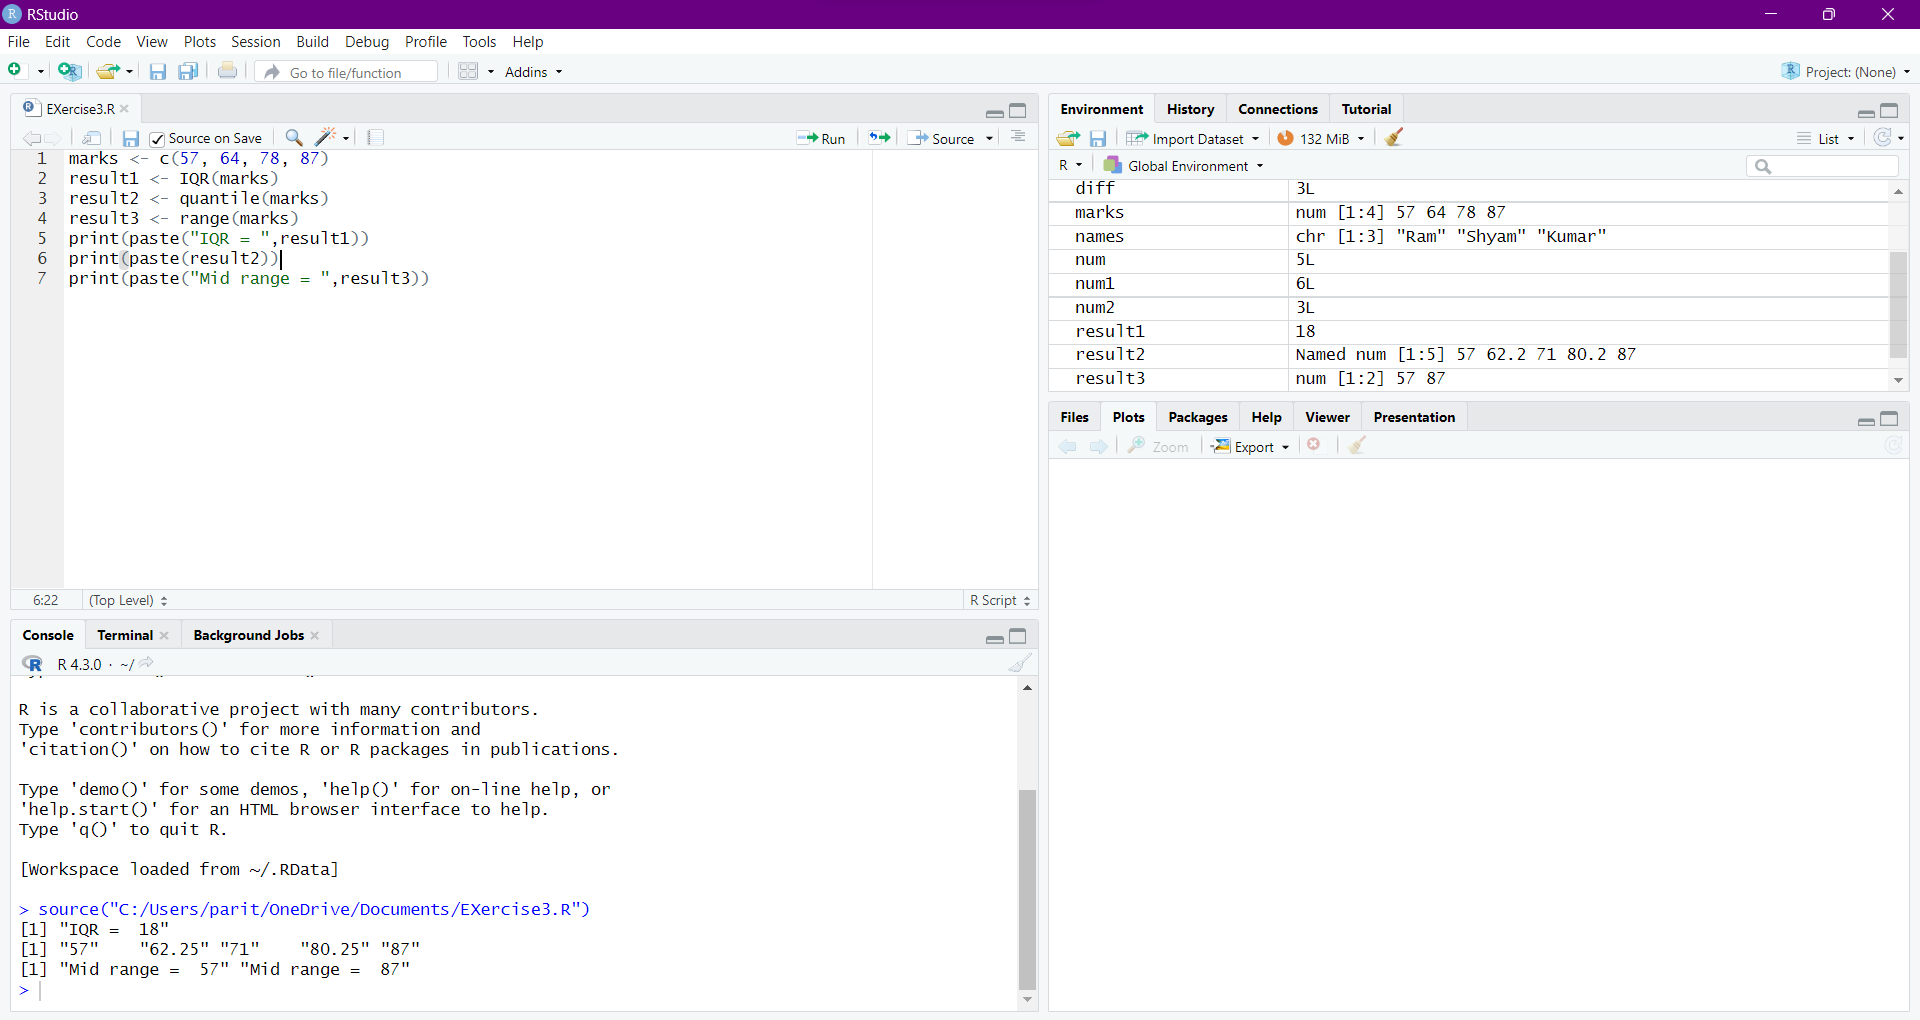 RStudio
File Edit Code View Plots Session Build Debug Profile Tools Help
Go to file/function Addins Project: (None)
EXercise3.R
Source on Save Run Source
1 marks <- c(57, 64, 78, 87)
2 result1 <- IQR(marks)
3 result2 <- quantile(marks)
4 result3 <- range(marks)
5 print(paste("IQR = ",result1))
6 print(paste(result2))
7 print(paste("Mid range = ",result3))
6:22 (Top Level) R Script
Console Terminal Background Jobs
R 4.3.0 · ~/
R is a collaborative project with many contributors.
Type 'contributors()' for more information and
'citation()' on how to cite R or R packages in publications.
Type 'demo()' for some demos, 'help()' for on-line help, or
'help.start()' for an HTML browser interface to help.
Type 'q()' to quit R.
[Workspace loaded from ~/.RData]
> source("C:/Users/parit/OneDrive/Documents/EXercise3.R")
[1] "IQR =  18"
[1] "57"    "62.25" "71"    "80.25" "87"
[1] "Mid range =  57" "Mid range =  87"
>
Environment History Connections Tutorial
Import Dataset 132 MiB List
R Global Environment
diff 3L
marks num [1:4] 57 64 78 87
names chr [1:3] "Ram" "Shyam" "Kumar"
num 5L
num1 6L
num2 3L
result1 18
result2 Named num [1:5] 57 62.2 71 80.2 87
result3 num [1:2] 57 87
Files Plots Packages Help Viewer Presentation
Zoom Export